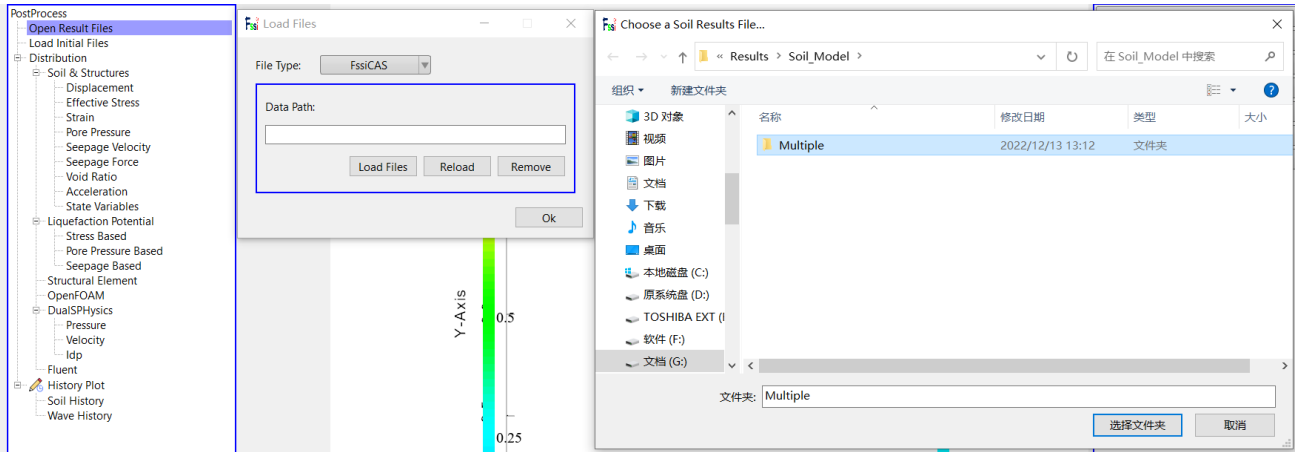 PostProcess
Open Result Files
Load Initial Files
Distribution
Soil & Structures
Displacement
Effective Stress
Strain
Pore Pressure
Seepage Velocity
Seepage Force
Void Ratio
Acceleration
State Variables
Liquefaction Potential
Stress Based
Pore Pressure Based
Seepage Based
Structural Element
OpenFOAM
DualSPHysics
Pressure
Velocity
Idp
Fluent
History Plot
Soil History
Wave History
Load Files
File Type:
FssiCAS
Data Path:
Load Files
Reload
Remove
Ok
Y-Axis
0.5
0.25
Choose a Soil Results File...
« Results > Soil_Model >
在 Soil_Model 中搜索
组织
新建文件夹
3D 对象
视频
图片
文档
下载
音乐
桌面
本地磁盘 (C:)
原系统盘 (D:)
TOSHIBA EXT (
软件 (F:)
文档 (G:)
名称
修改日期
类型
大小
Multiple
2022/12/13 13:12
文件夹
文件夹:
Multiple
选择文件夹
取消